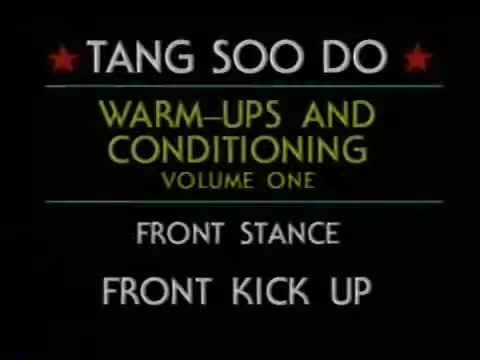 TANG SOO DO
WARM-UPS AND
CONDITIONING
VOLUME ONE
FRONT STANCE
FRONT KICK UP